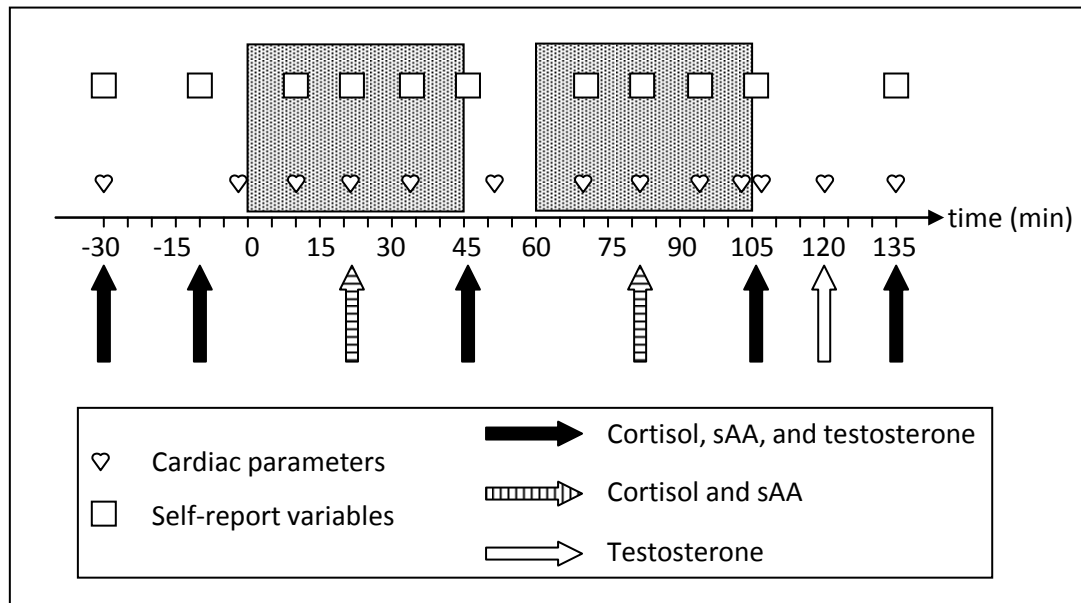 time (min)
-30 -15 0 15 30 45 60 75 90 105 120 135
Cardiac parameters
Self-report variables
Cortisol, sAA, and testosterone
Cortisol and sAA
Testosterone